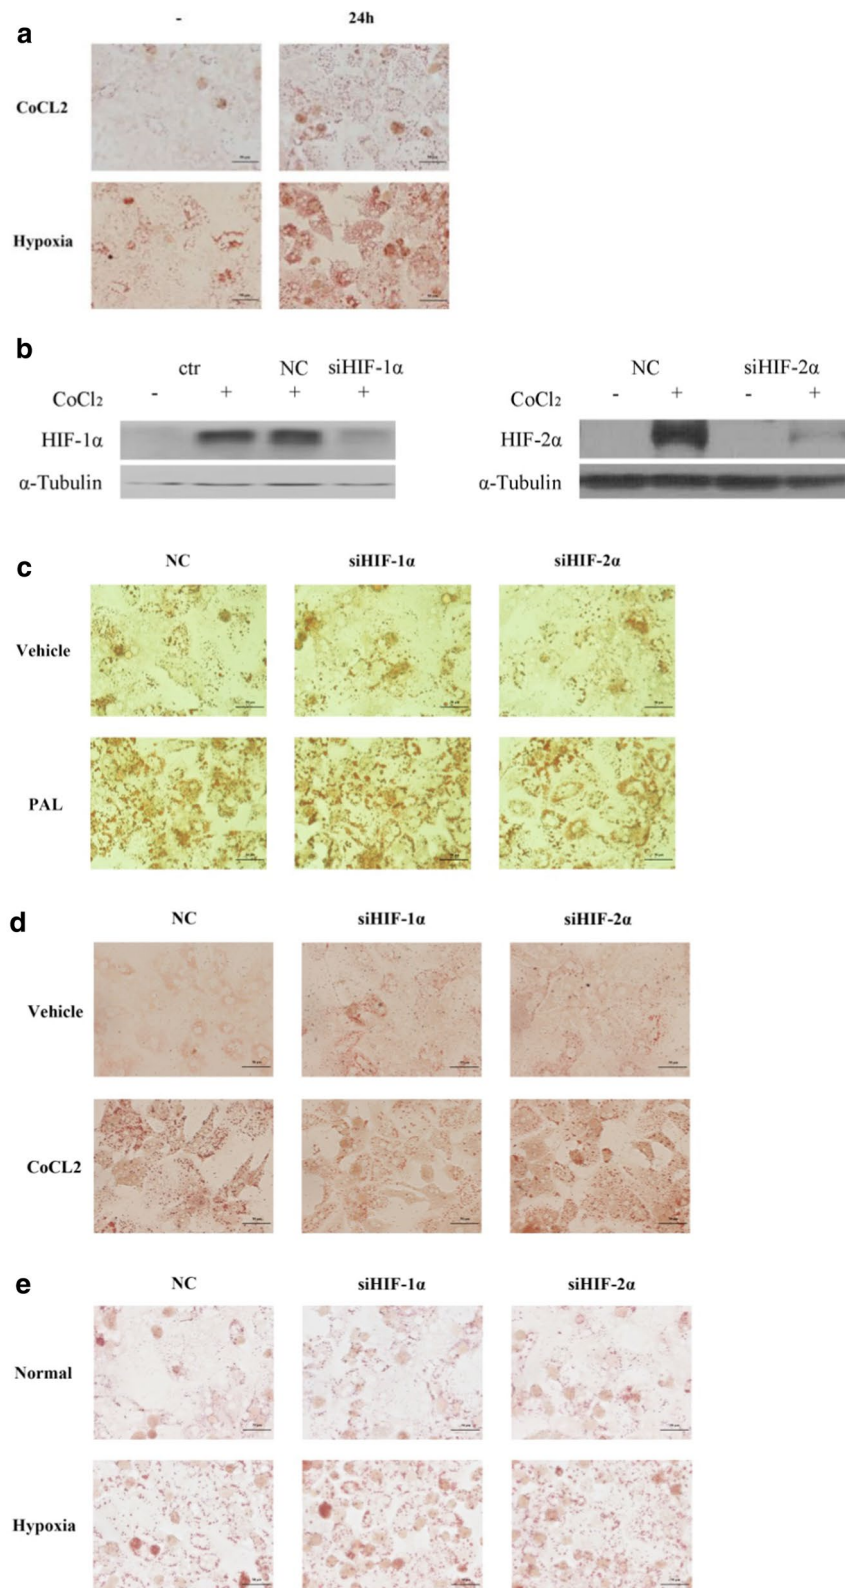 a
- 24h
CoCL2
Hypoxia
b
ctr NC siHIF-1α
CoCl₂ - + + +
HIF-1α
α-Tubulin
NC siHIF-2α
CoCl₂ - + - +
HIF-2α
α-Tubulin
c
NC siHIF-1α siHIF-2α
Vehicle
PAL
d
NC siHIF-1α siHIF-2α
Vehicle
CoCL2
e
NC siHIF-1α siHIF-2α
Normal
Hypoxia